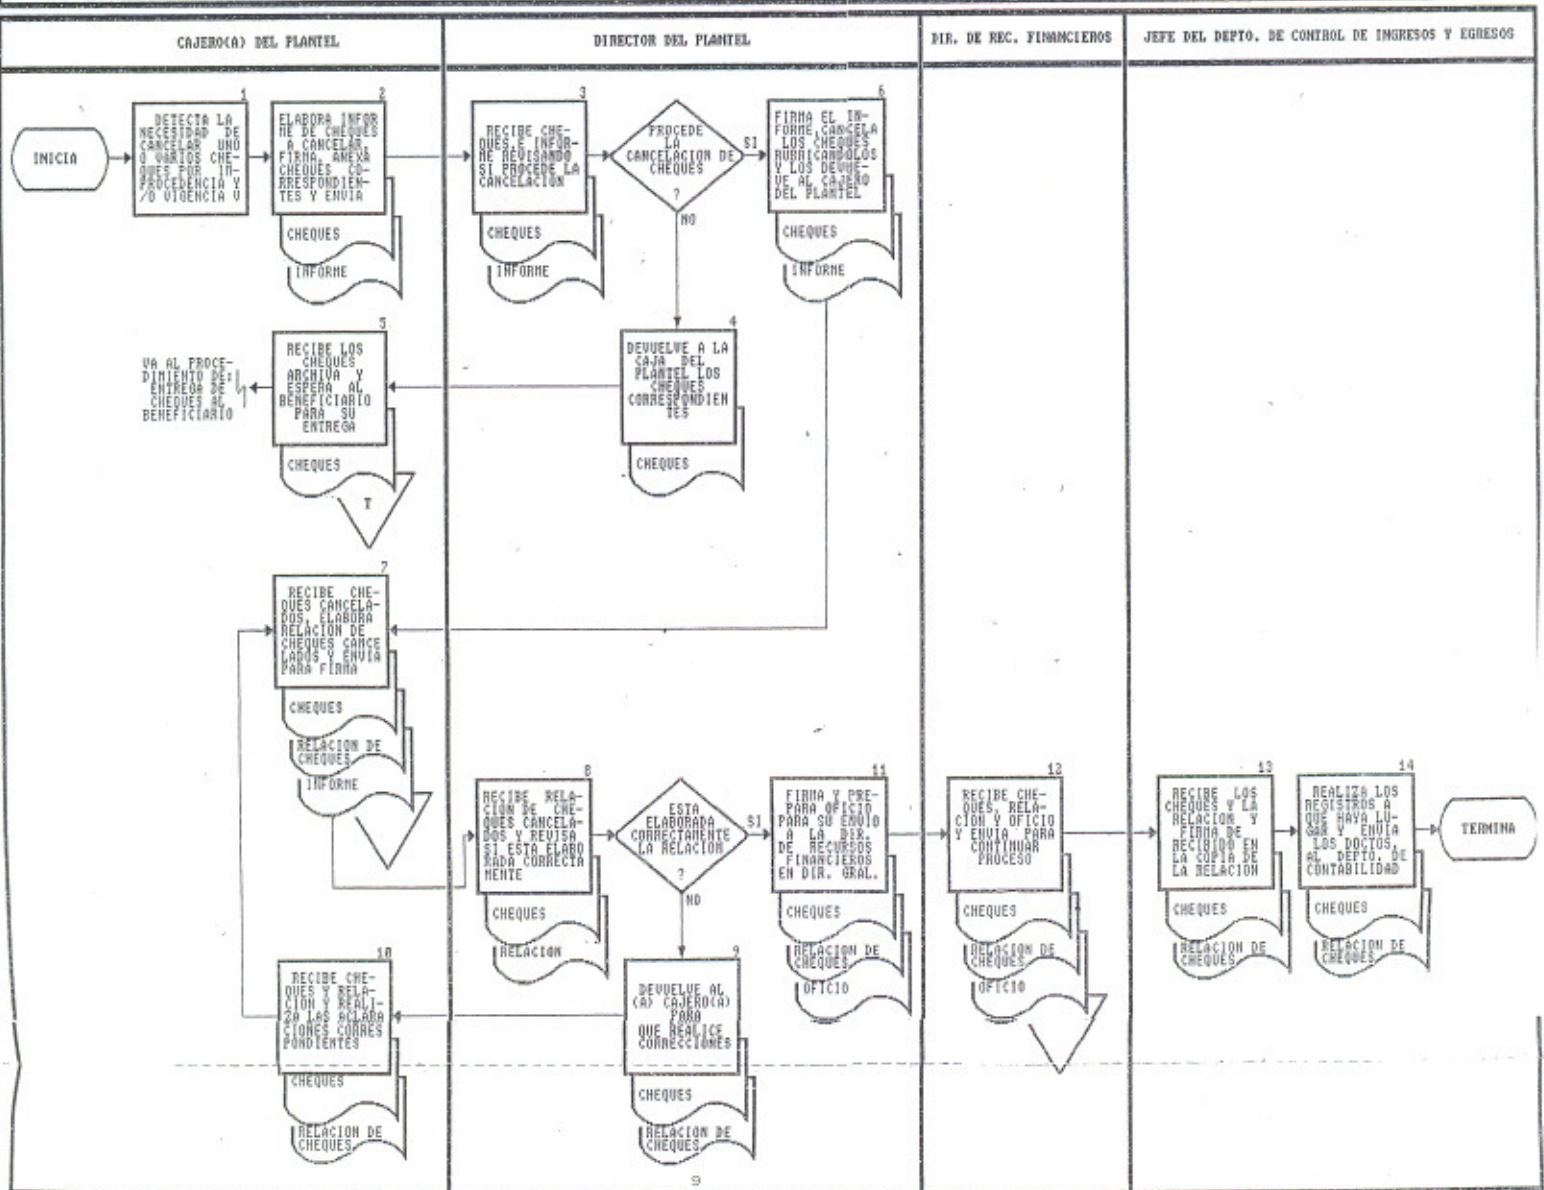 CAJERO(A) DEL PLANTEL
DIRECTOR DEL PLANTEL
DIR. DE REC. FINANCIEROS
JEFE DEL DEPTO. DE CONTROL DE INGRESOS Y EGRESOS
INICIA
1
DETECTA LA
NECESIDAD DE
CANCELAR UNO
O VARIOS CHE-
QUES POR IM-
PROCEDENCIA Y
/O VIGENCIA V
2
ELABORA INFOR
ME DE CHEQUES
A CANCELAR,
FIRMA, ANEXA
CHEQUES CO-
RRESPONDIEN-
TES Y ENVIA
CHEQUES
INFORME
3
RECIBE CHE-
QUES,E INFOR-
ME REVISANDO
SI PROCEDE LA
CANCELACION
CHEQUES
INFORME
PROCEDE
LA
CANCELACION DE
CHEQUES
?
SI
NO
6
FIRMA EL IN-
FORME,CANCELA
LOS CHEQUES
RUBRICANDOLOS
Y LOS DEVUEL-
VE AL CAJERO
DEL PLANTEL
CHEQUES
INFORME
4
DEVUELVE A LA
CAJA DEL
PLANTEL LOS
CHEQUES
CORRESPONDIEN
TES
CHEQUES
5
RECIBE LOS
CHEQUES
ARCHIVA Y
ESPERA AL
BENEFICIARIO
PARA SU
ENTREGA
CHEQUES
T
VA AL PROCE-
DIMIENTO DE:
ENTREGA DE
CHEQUES AL
BENEFICIARIO
7
RECIBE CHE-
QUES CANCELA-
DOS, ELABORA
RELACION DE
CHEQUES CANCE
LADOS Y ENVIA
PARA FIRMA
CHEQUES
RELACION DE
CHEQUES
INFORME
8
RECIBE RELA-
CION DE CHE-
QUES CANCELA-
DOS Y REVISA
SI ESTA ELABO
RADA CORRECTA
MENTE
CHEQUES
RELACION
ESTA
ELABORADA
CORRECTAMENTE
LA RELACION
?
SI
NO
11
FIRMA Y PRE-
PARA OFICIO
PARA SU ENVIO
A LA DIR.
DE RECURSOS
FINANCIEROS
EN DIR. GRAL.
CHEQUES
RELACION DE
CHEQUES
OFICIO
12
RECIBE CHE-
QUES, RELA-
CION Y OFICIO
Y ENVIA PARA
CONTINUAR
PROCESO
CHEQUES
RELACION DE
CHEQUES
OFICIO
13
RECIBE LOS
CHEQUES Y LA
RELACION Y
FIRMA DE
RECIBIDO EN
LA COPIA DE
LA RELACION
CHEQUES
RELACION DE
CHEQUES
14
REALIZA LOS
REGISTROS A
QUE HAYA LU-
GAR Y ENVIA
LOS DOCTOS,
AL DEPTO. DE
CONTABILIDAD
CHEQUES
RELACION DE
CHEQUES
TERMINA
9
DEVUELVE AL
(A) CAJERO(A)
PARA
QUE REALICE
CORRECCIONES
CHEQUES
RELACION DE
CHEQUES
10
RECIBE CHE-
QUES Y RELA-
CION Y REALI-
ZA LAS ACLARA
CIONES CORRES
PONDIENTES
CHEQUES
RELACION DE
CHEQUES
9